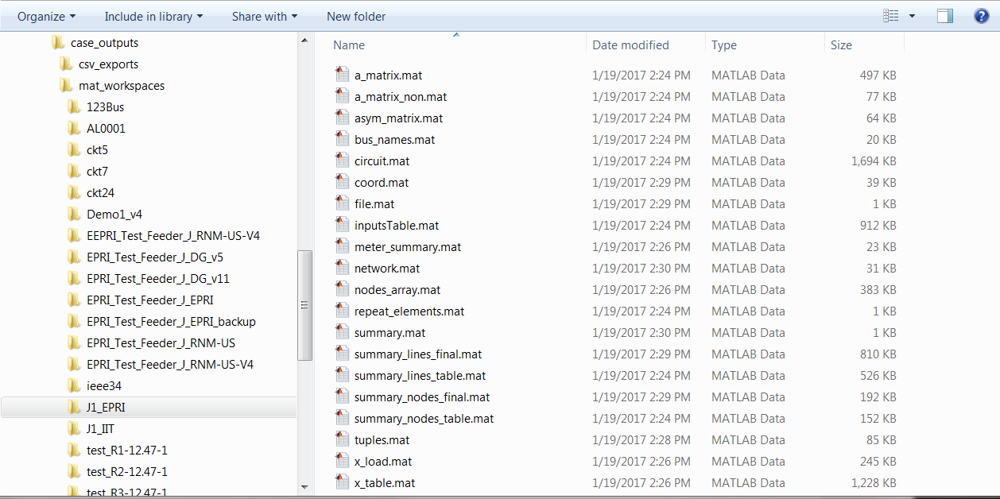 Organize Include in library Share with New folder
case_outputs
csv_exports
mat_workspaces
123Bus
AL0001
ckt5
ckt7
ckt24
Demo1_v4
EEPRI_Test_Feeder_J_RNM-US-V4
EPRI_Test_Feeder_J_DG_v5
EPRI_Test_Feeder_J_DG_v11
EPRI_Test_Feeder_J_EPRI
EPRI_Test_Feeder_J_EPRI_backup
EPRI_Test_Feeder_J_RNM-US
EPRI_Test_Feeder_J_RNM-US-V4
ieee34
J1_EPRI
J1_IIT
test_R1-12.47-1
test_R2-12.47-1
test_R3-12.47-1
Name Date modified Type Size
a_matrix.mat 1/19/2017 2:24 PM MATLAB Data 497 KB
a_matrix_non.mat 1/19/2017 2:24 PM MATLAB Data 77 KB
asym_matrix.mat 1/19/2017 2:24 PM MATLAB Data 64 KB
bus_names.mat 1/19/2017 2:24 PM MATLAB Data 20 KB
circuit.mat 1/19/2017 2:24 PM MATLAB Data 1,694 KB
coord.mat 1/19/2017 2:29 PM MATLAB Data 39 KB
file.mat 1/19/2017 2:29 PM MATLAB Data 1 KB
inputsTable.mat 1/19/2017 2:24 PM MATLAB Data 912 KB
meter_summary.mat 1/19/2017 2:26 PM MATLAB Data 23 KB
network.mat 1/19/2017 2:30 PM MATLAB Data 31 KB
nodes_array.mat 1/19/2017 2:26 PM MATLAB Data 383 KB
repeat_elements.mat 1/19/2017 2:24 PM MATLAB Data 1 KB
summary.mat 1/19/2017 2:30 PM MATLAB Data 1 KB
summary_lines_final.mat 1/19/2017 2:29 PM MATLAB Data 810 KB
summary_lines_table.mat 1/19/2017 2:24 PM MATLAB Data 526 KB
summary_nodes_final.mat 1/19/2017 2:29 PM MATLAB Data 192 KB
summary_nodes_table.mat 1/19/2017 2:24 PM MATLAB Data 152 KB
tuples.mat 1/19/2017 2:28 PM MATLAB Data 85 KB
x_load.mat 1/19/2017 2:26 PM MATLAB Data 245 KB
x_table.mat 1/19/2017 2:26 PM MATLAB Data 1,228 KB